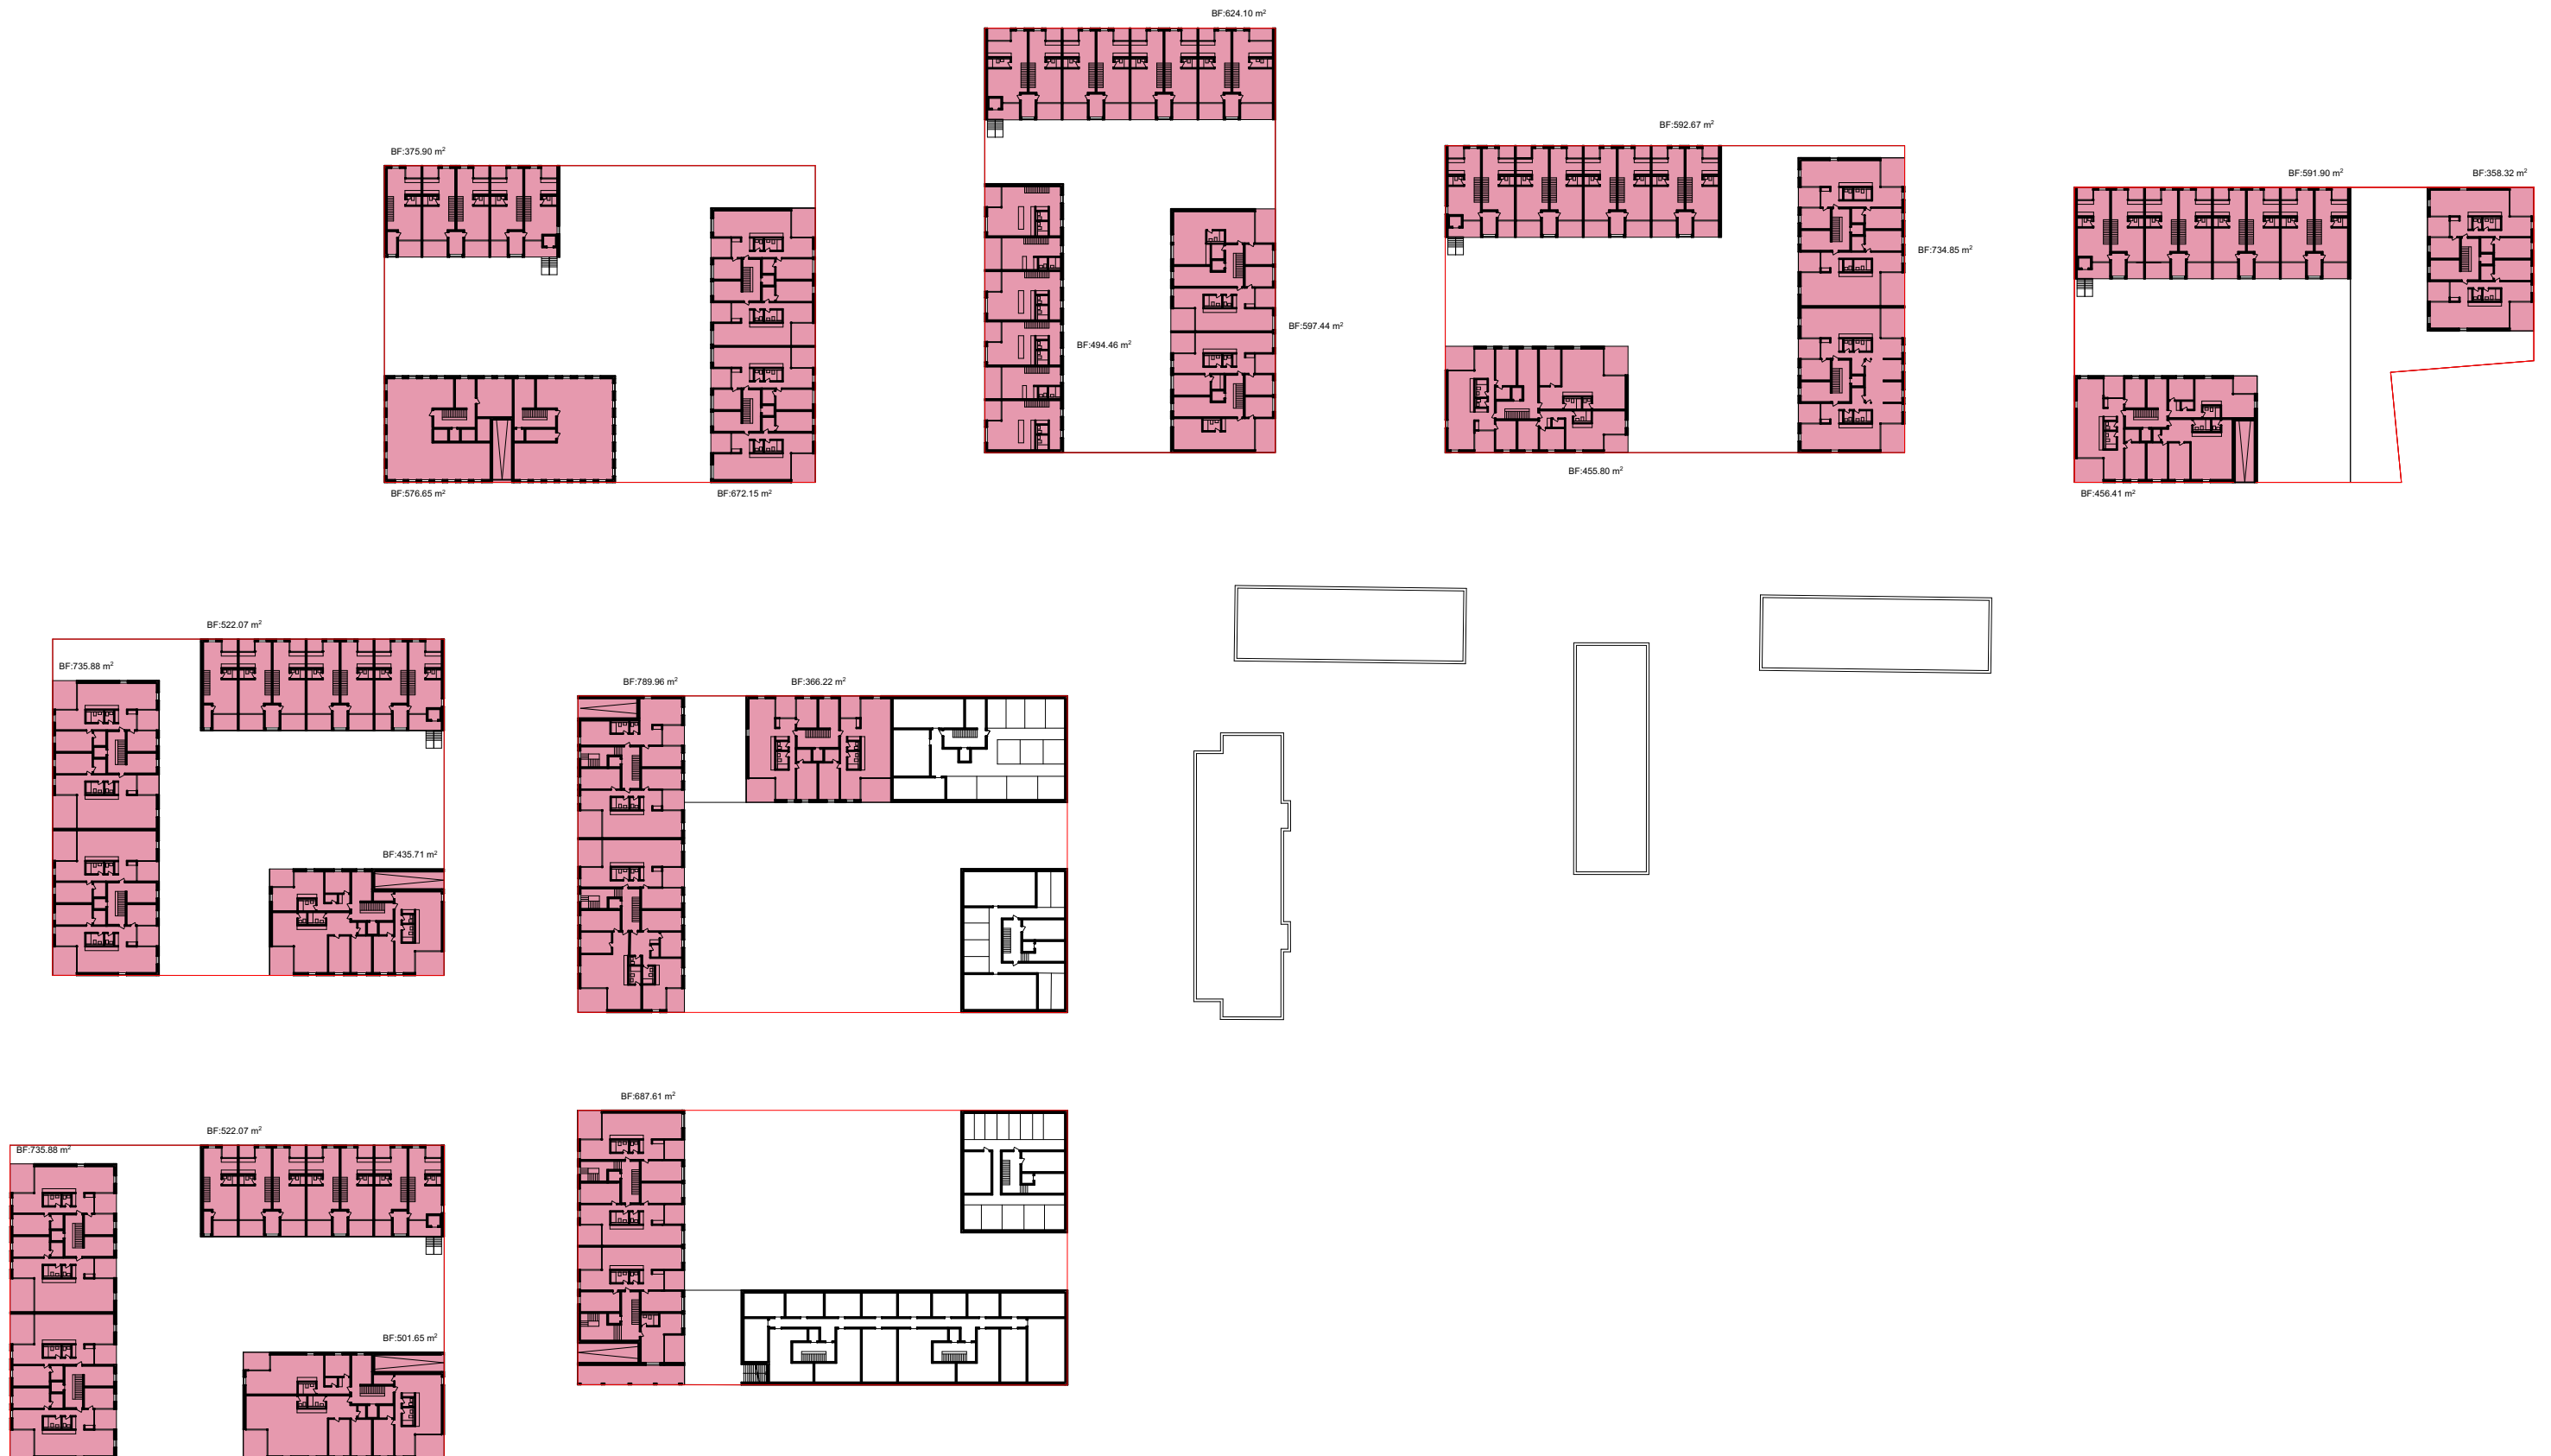 BF:624.10 m²
BF:375.90 m²
BF:592.67 m²
BF:591.90 m²
BF:358.32 m²
BF:734.85 m²
BF:597.44 m²
BF:494.46 m²
BF:455.80 m²
BF:576.65 m²
BF:672.15 m²
BF:456.41 m²
BF:522.07 m²
BF:735.88 m²
BF:789.96 m²
BF:366.22 m²
BF:435.71 m²
BF:687.61 m²
BF:522.07 m²
BF:735.88 m²
BF:501.65 m²